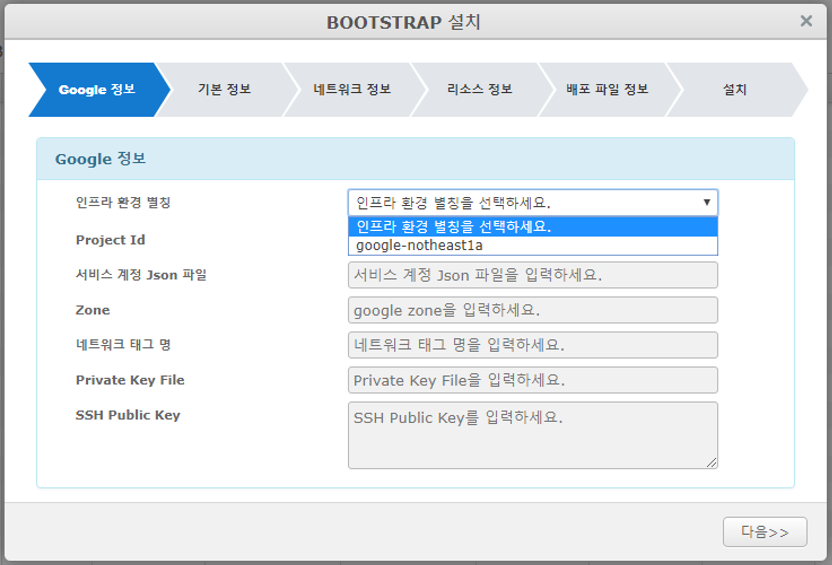 BOOTSTRAP 설치
×
Google 정보
기본 정보
네트워크 정보
리소스 정보
배포 파일 정보
설치
Google 정보
인프라 환경 별칭
인프라 환경 별칭을 선택하세요.
인프라 환경 별칭을 선택하세요.
google-notheast1a
Project Id
서비스 계정 Json 파일
서비스 계정 Json 파일을 입력하세요.
Zone
google zone을 입력하세요.
네트워크 태그 명
네트워크 태그 명을 입력하세요.
Private Key File
Private Key File을 입력하세요.
SSH Public Key
SSH Public Key를 입력하세요.
다음>>